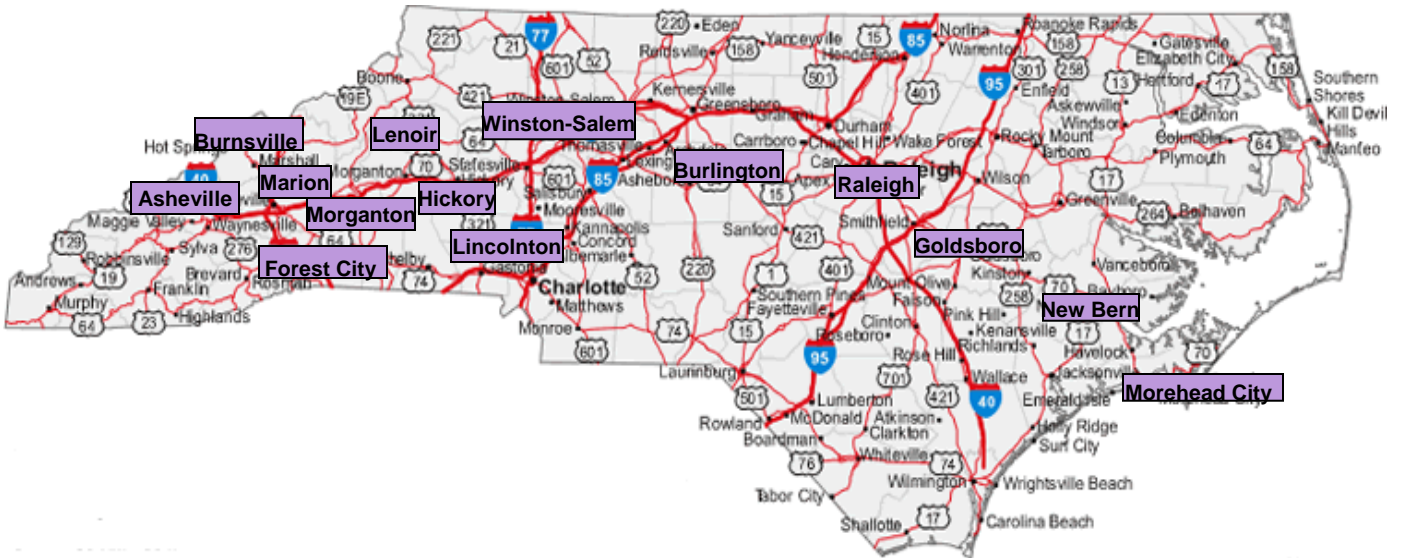 220
Eden
Roanoke Rapids
77
221
21
15
85
Norlina
Yanceyville
158
Reidsville
Henderson
Warrenton
158
Gatesville
Elizabeth City
52
601
501
95
301
258
13
Hertford
17
158
Southern
Shores
Boone
19E
421
Kernersville
401
Enfield
Winston-Salem
Greensboro
Graham
Askewville
Windsor
Edenton
Kill Devil
Hills
Burnsville
Lenoir
Winston-Salem
64
Durham
Carrboro
Chapel Hill
Wake Forest
Rocky Mount
Columbia
64
Manteo
Hot Springs
Marshall
70
Statesville
Thomasville
Plymouth
40
Marion
Morganton
Hickory
601
85
Burlington
Raleigh
Asheville
Hickory
Salisbury
Apex
Raleigh
Wilson
17
Morganton
Mooresville
15
Greenville
264
Belhaven
Maggie Valley
Waynesville
321
Kannapolis
Sanford
421
Smithfield
129
Sylva
276
64
Lincolnton
Concord
Goldsboro
Robbinsville
19
Forest City
52
220
1
401
Kinston
Vanceboro
Andrews
Brevard
Rosman
74
Charlotte
Mount Olive
258
70
Franklin
Matthews
Southern Pines
Fayetteville
Faison
New Bern
Murphy
64
23
Highlands
Monroe
74
15
Clinton
Pink Hill
Kenansville
17
601
Roseboro
Richlands
Havelock
70
95
Rose Hill
Laurinburg
701
Wallace
Jacksonville
501
Lumberton
421
40
Emerald Isle
Morehead City
Rowland
McDonald
Atkinson
Boardman
Clarkton
Holly Ridge
Surf City
76
Whiteville
74
Wilmington
Wrightsville Beach
Tabor City
Shallotte
17
Carolina Beach